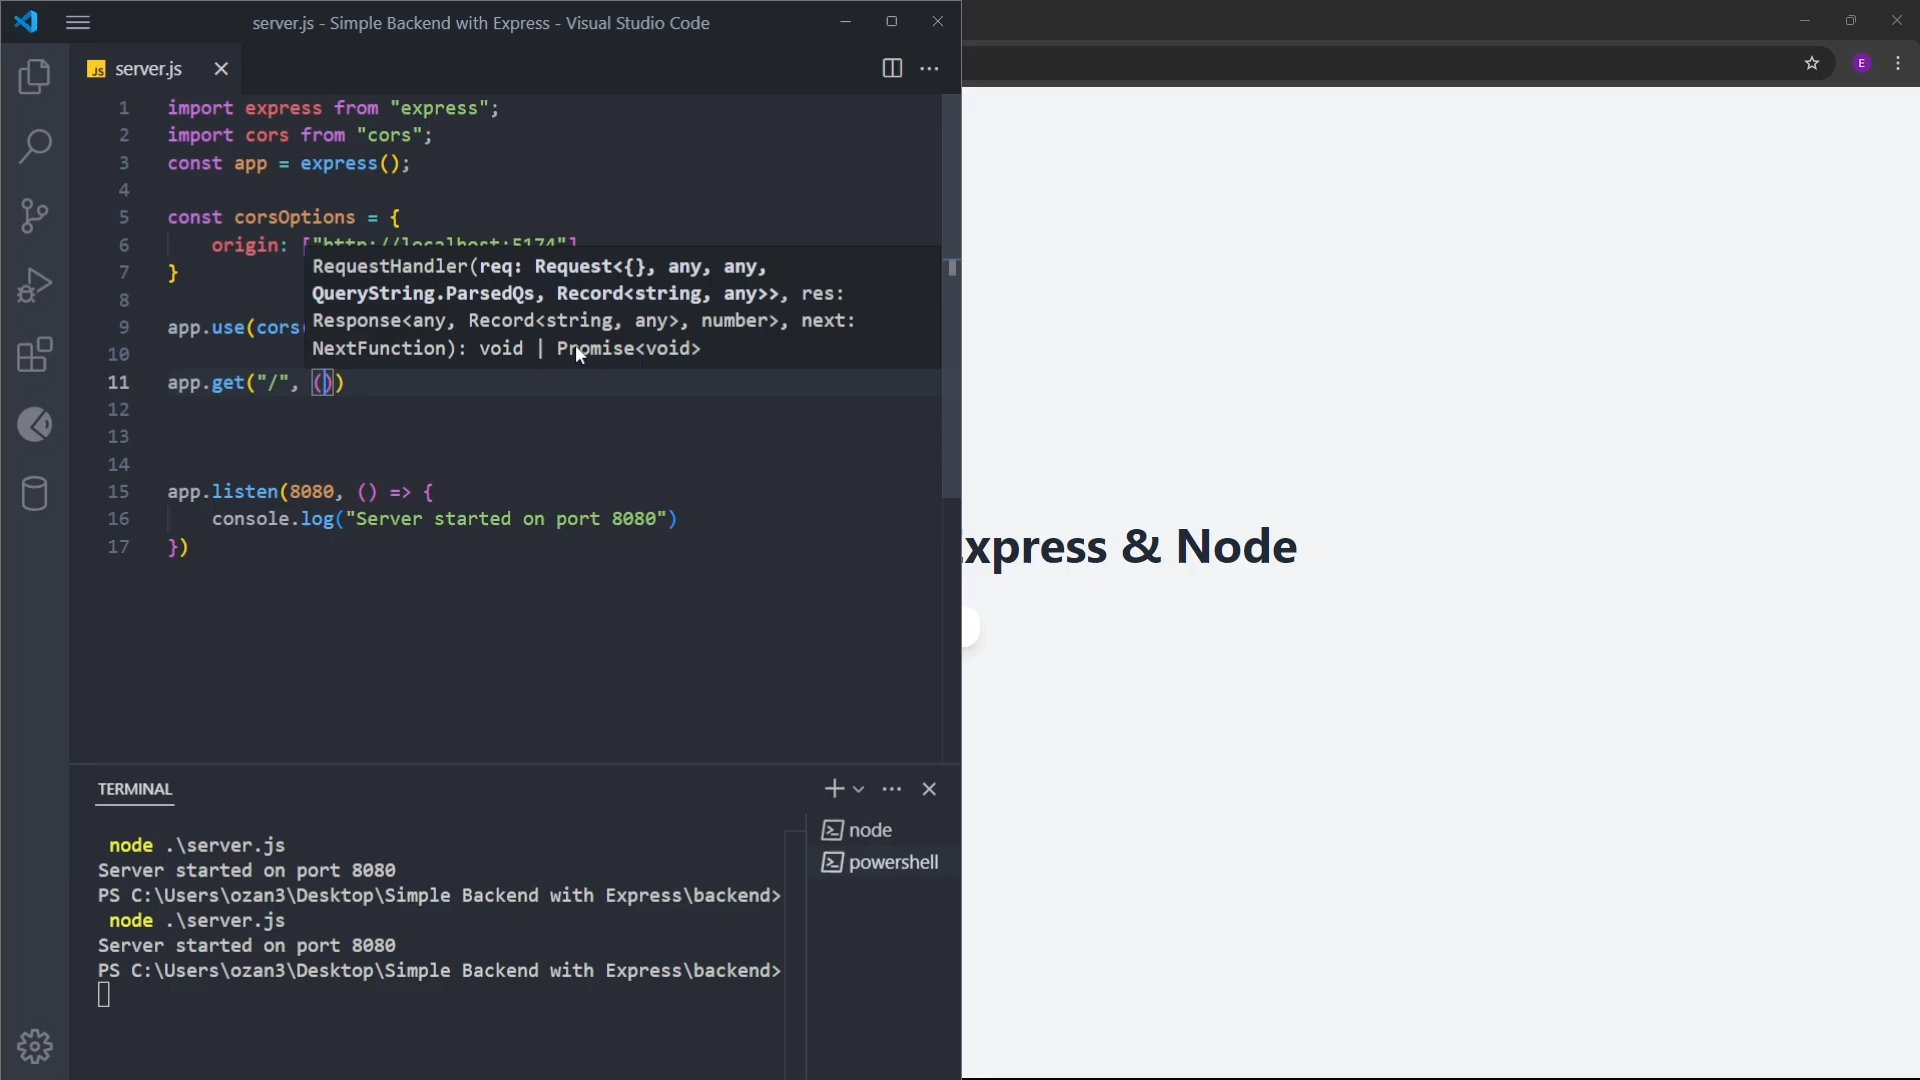 server.js - Simple Backend with Express - Visual Studio Code
JS server.js
E
1 import express from "express";
2 import cors from "cors";
3 const app = express();
4
5 const corsOptions = {
6 origin: ["http://localhost:5174"]
7 }
8
9 app.use(cors
10
RequestHandler(req: Request<{}, any, any,
QueryString.ParsedQs, Record<string, any>>, res:
Response<any, Record<string, any>, number>, next:
NextFunction): void | Promise<void>
11 app.get("/", ())
12
13
14
15 app.listen(8080, () => {
16 console.log("Server started on port 8080")
17 })
xpress & Node
TERMINAL
node .\server.js
Server started on port 8080
PS C:\Users\ozan3\Desktop\Simple Backend with Express\backend>
node .\server.js
Server started on port 8080
PS C:\Users\ozan3\Desktop\Simple Backend with Express\backend>
node
powershell